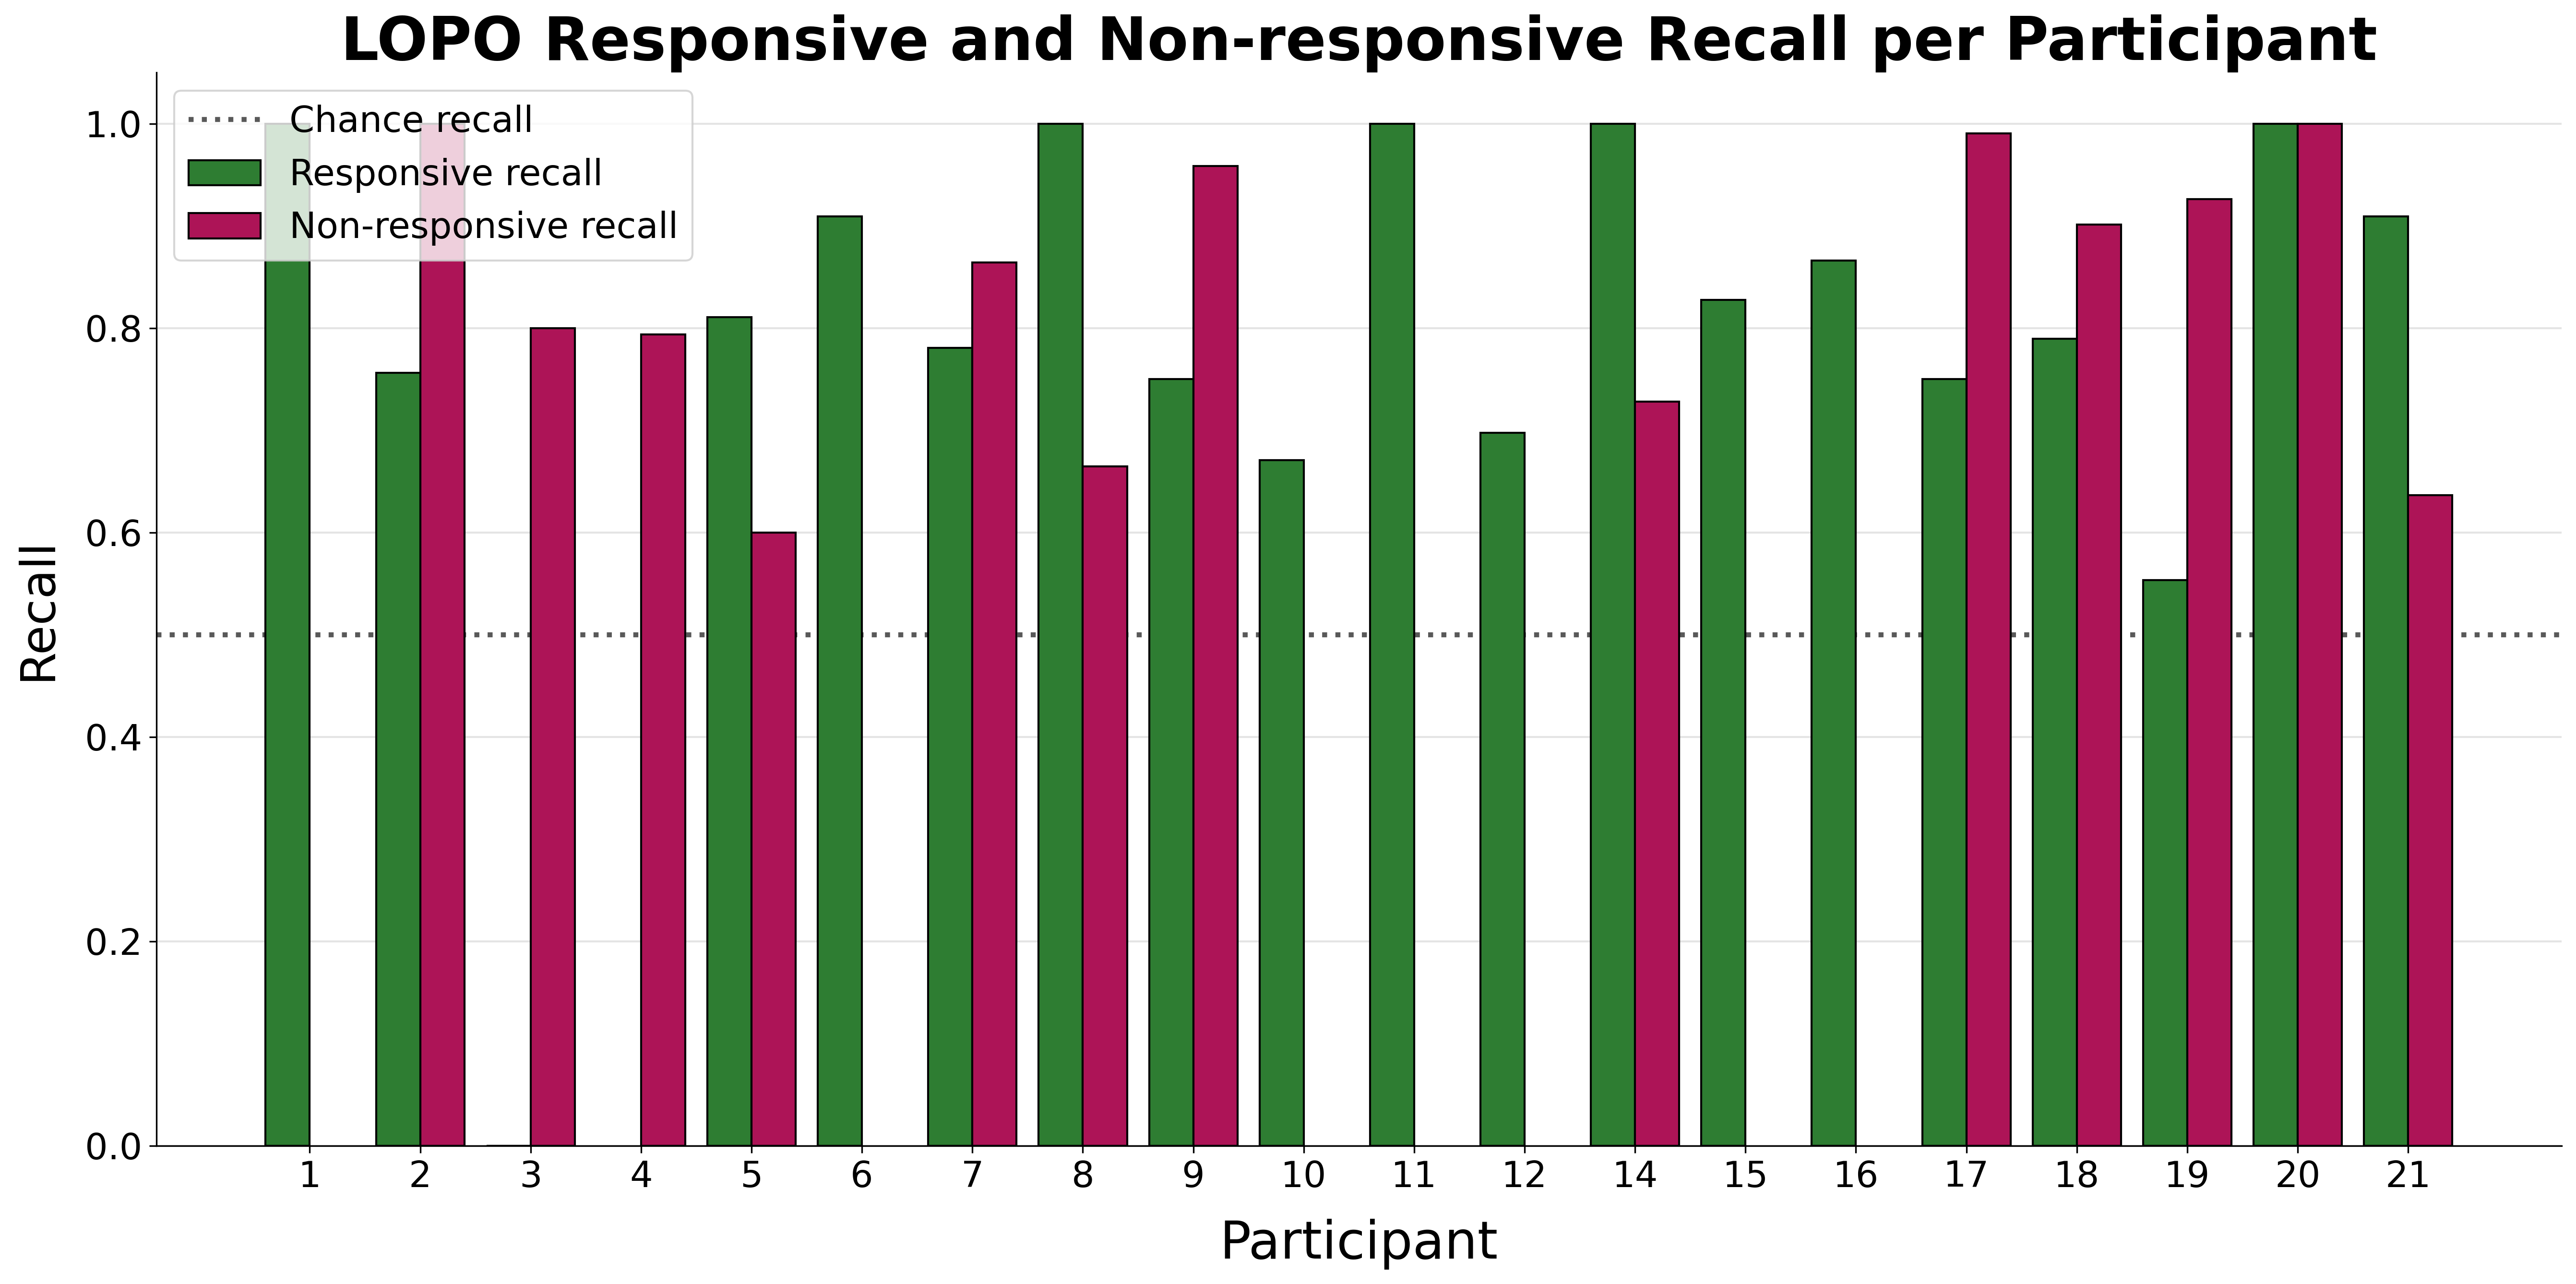 LOPO Responsive and Non-responsive Recall per Participant
Chance recall
Responsive recall
Non-responsive recall
1.0
0.8
0.6
0.4
0.2
0.0
Recall
1 2 3 4 5 6 7 8 9 10 11 12 14 15 16 17 18 19 20 21
Participant